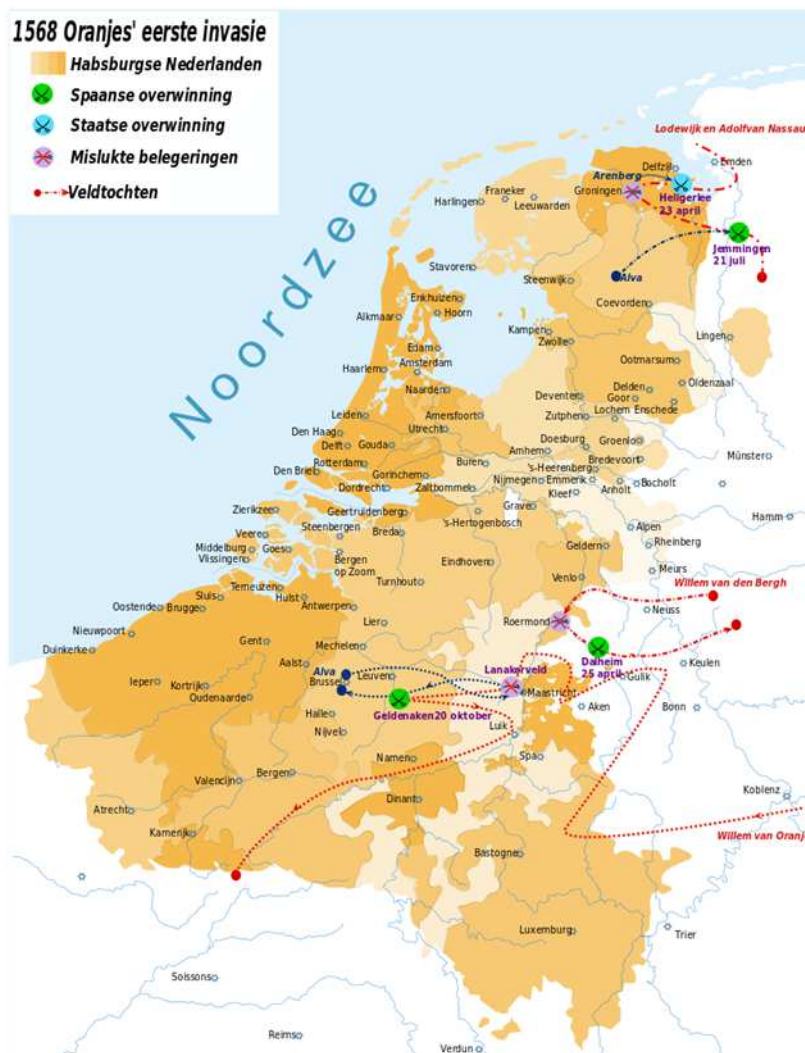 1568 Oranjes' eerste invasie
Habsburgse Nederlanden
Spaanse overwinning
Staatse overwinning
Mislukte belegeringen
Veldtochten
Noordzee
Lodewijk en Adolf van Nassau
Delfzijl
Emden
Arenberg
Groningen
Heiligerlee
23 april
Franeker
Harlingen
Leeuwarden
Jemmingen
21 juli
Stavoren
Alva
Steenwijk
Enkhuizen
Coevorden
Hoorn
Alkmaar
Kampen
Zwolle
Lingen
Edam
Ootmarsum
Amsterdam
Haarlem
Oldenzaal
Naarden
Delden
Deventer
Goor
Leiden
Amersfoort
Zutphen
Lochem
Enschede
Utrecht
Den Haag
Doesburg
Groenlo
Delft
Gouda
Arnhem
Bredevoort
Münster
Rotterdam
Buren
's-Heerenberg
Den Briel
Gorinchem
Nijmegen
Emmerik
Bocholt
Dordrecht
Zaltbommel
Kleef
Anholt
Zierikzee
Geertruidenberg
Grave
's-Hertogenbosch
Hamm
Steenbergen
Alpen
Veere
Breda
Middelburg
Goes
Geldern
Rheinberg
Vlissingen
Bergen
op Zoom
Eindhoven
Meurs
Terneuzen
Turnhout
Venlo
Willem van den Bergh
Sluis
Hulst
Oostende
Brugge
Antwerpen
Neuss
Lier
Roermond
Nieuwpoort
Gent
Mechelen
Duinkerke
Dalheim
25 april
Keulen
Aalst
Alva
Leuven
Lanakerveld
Gulik
Ieper
Kortrijk
Brussel
Maastricht
Oudenaarde
Aken
Bonn
Halle
Geldenaken20 oktober
Nijvel
Luik
Spa
Namen
Valencijn
Bergen
Koblenz
Dinant
Atrecht
Willem van Oranje
Kamerijk
Bastogne
Luxemburg
Trier
Soissons
Reims
Verdun